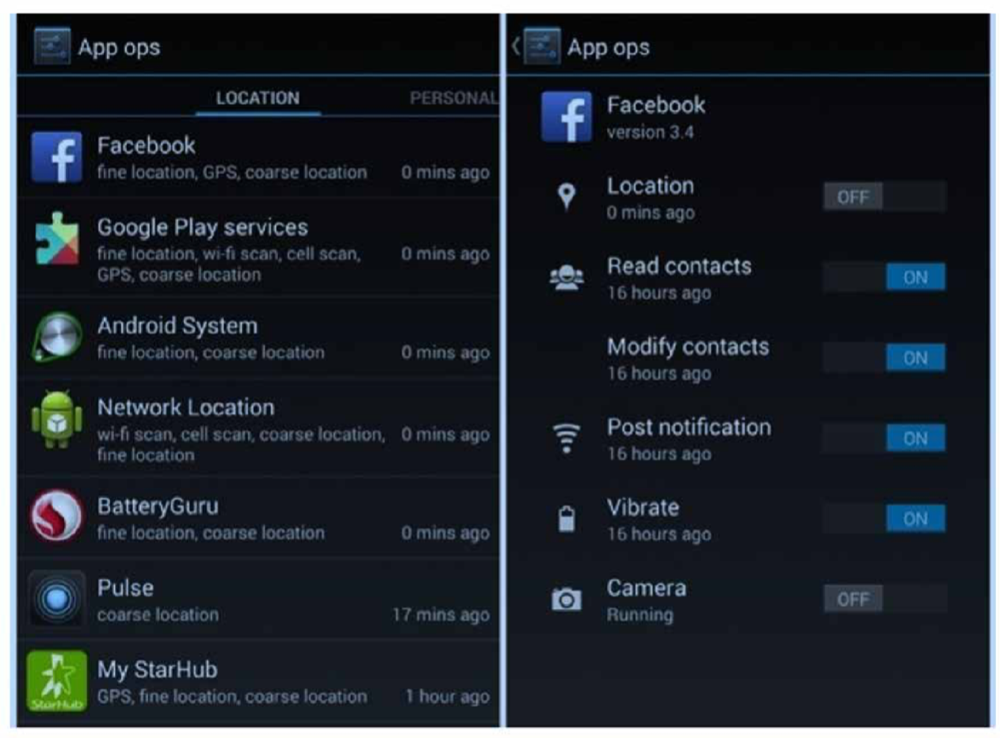 App ops
LOCATION PERSONAL
Facebook
fine location, GPS, coarse location 0 mins ago
Google Play services
fine location, wi-fi scan, cell scan, 0 mins ago
GPS, coarse location
Android System
fine location, coarse location 0 mins ago
Network Location
wi-fi scan, cell scan, coarse location, 0 mins ago
fine location
BatteryGuru
fine location, coarse location 0 mins ago
Pulse
coarse location 17 mins ago
My StarHub
StarHub
GPS, fine location, coarse location 1 hour ago
App ops
Facebook
version 3.4
Location
0 mins ago
OFF
Read contacts
16 hours ago
ON
Modify contacts
16 hours ago
ON
Post notification
16 hours ago
ON
Vibrate
16 hours ago
ON
Camera
Running
OFF